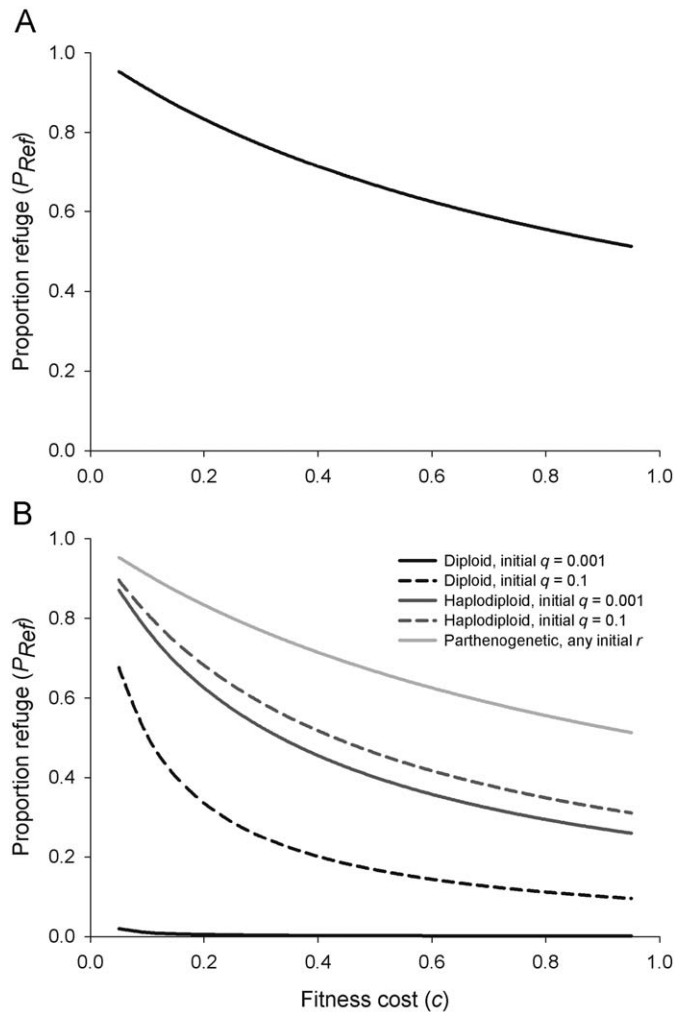 A
1.0
0.8
0.6
0.4
0.2
0.0
Proportion refuge (P_Ref)
0.0 0.2 0.4 0.6 0.8 1.0
B
1.0
0.8
0.6
0.4
0.2
0.0
Proportion refuge (P_Ref)
Diploid, initial q = 0.001
Diploid, initial q = 0.1
Haplodiploid, initial q = 0.001
Haplodiploid, initial q = 0.1
Parthenogenetic, any initial r
0.0 0.2 0.4 0.6 0.8 1.0
Fitness cost (c)